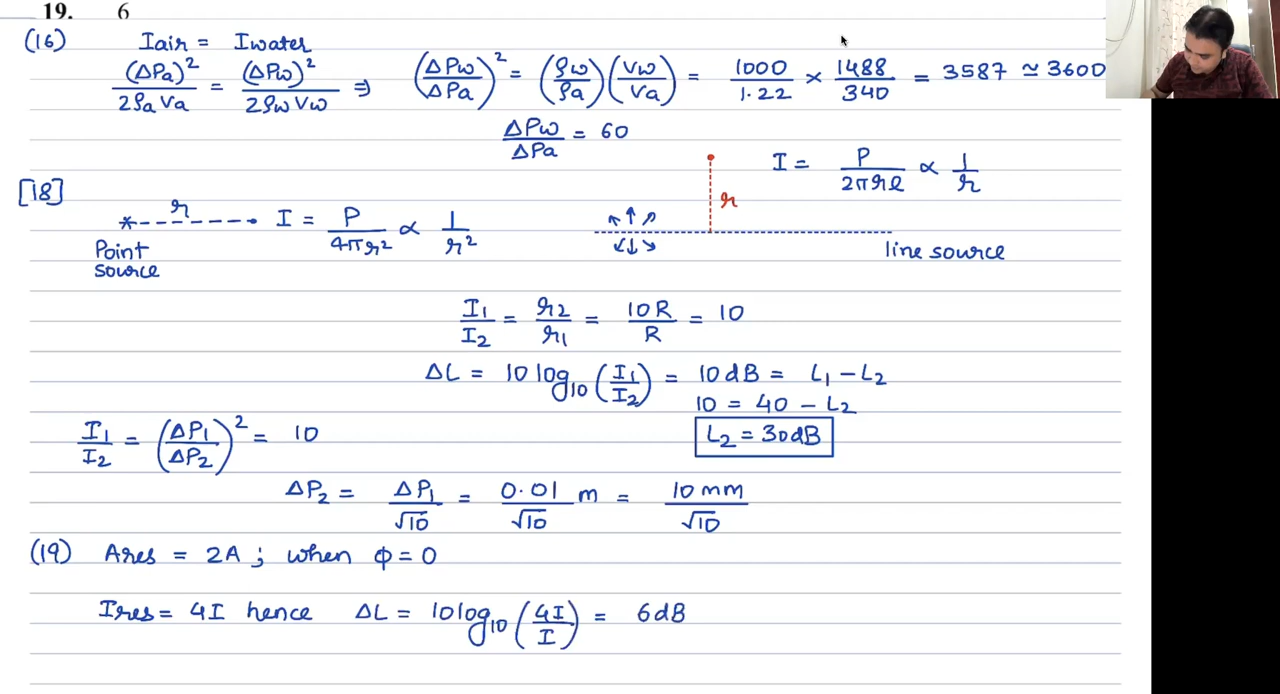 19. 6
(16) Iair = Iwater
(ΔPa)²/2ρaVa = (ΔPw)²/2ρwVw ⇒ (ΔPw/ΔPa)² = (ρw/ρa)(Vw/Va) = 1000/1.22 × 1488/340 = 3587 ≃ 3600
ΔPw/ΔPa = 60
[18]
r
Point source
I = P/4πr² ∝ 1/r²
r
I = P/2πrl ∝ 1/r
line source
I1/I2 = r2/r1 = 10R/R = 10
ΔL = 10 log10 (I1/I2) = 10dB = L1 – L2
10 = 40 – L2
L2 = 30dB
I1/I2 = (ΔP1/ΔP2)² = 10
ΔP2 = ΔP1/√10 = 0.01/√10 m = 10 mm/√10
(19) Ares = 2A ; when ϕ = 0
Ires = 4I hence ΔL = 10log10 (4I/I) = 6dB